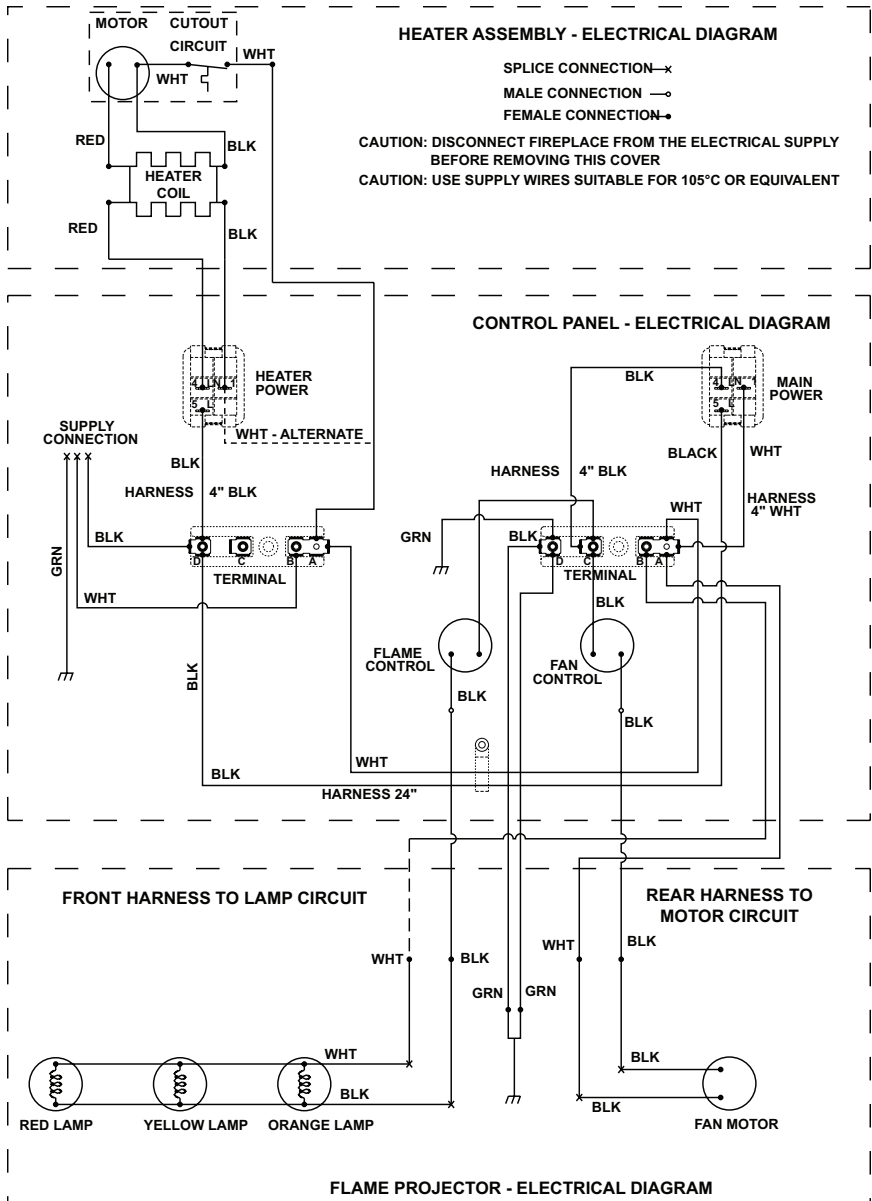 MOTOR CUTOUT
CIRCUIT
WHT
WHT
HEATER ASSEMBLY - ELECTRICAL DIAGRAM
SPLICE CONNECTION
MALE CONNECTION
FEMALE CONNECTION
CAUTION: DISCONNECT FIREPLACE FROM THE ELECTRICAL SUPPLY
BEFORE REMOVING THIS COVER
CAUTION: USE SUPPLY WIRES SUITABLE FOR 105°C OR EQUIVALENT
RED
BLK
HEATER
COIL
RED
BLK
CONTROL PANEL - ELECTRICAL DIAGRAM
4 L N 1
5 L
HEATER
POWER
BLK
4 L N 1
5 L
MAIN
POWER
SUPPLY
CONNECTION
WHT - ALTERNATE
BLK
HARNESS 4" BLK
BLACK
WHT
HARNESS 4" BLK
WHT
HARNESS
4" WHT
GRN
BLK
D C B A
TERMINAL
GRN
BLK
D C B A
TERMINAL
WHT
BLK
BLK
FLAME
CONTROL
FAN
CONTROL
BLK
BLK
WHT
BLK
HARNESS 24"
FRONT HARNESS TO LAMP CIRCUIT
REAR HARNESS TO
MOTOR CIRCUIT
WHT
BLK
WHT
BLK
GRN
GRN
WHT
BLK
BLK
BLK
RED LAMP
YELLOW LAMP
ORANGE LAMP
FAN MOTOR
FLAME PROJECTOR - ELECTRICAL DIAGRAM